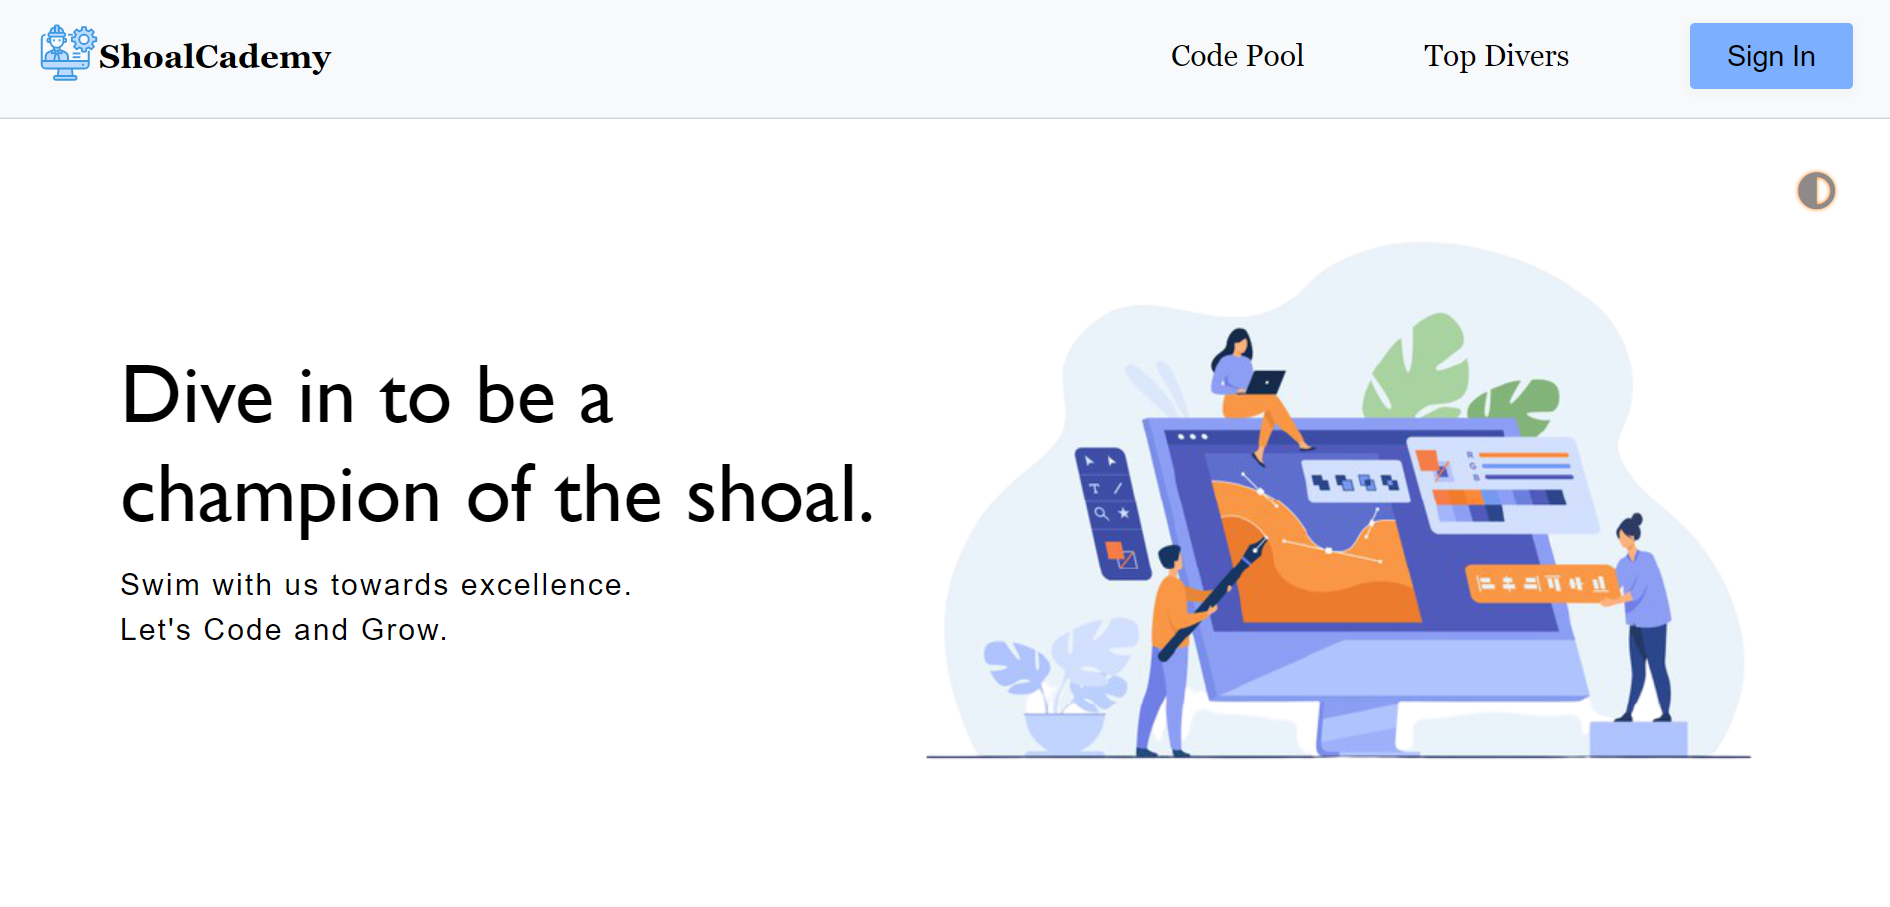 ShoalCademy
Code Pool
Top Divers
Sign In
Dive in to be a
champion of the shoal.
Swim with us towards excellence.
Let's Code and Grow.
T
R
G
B